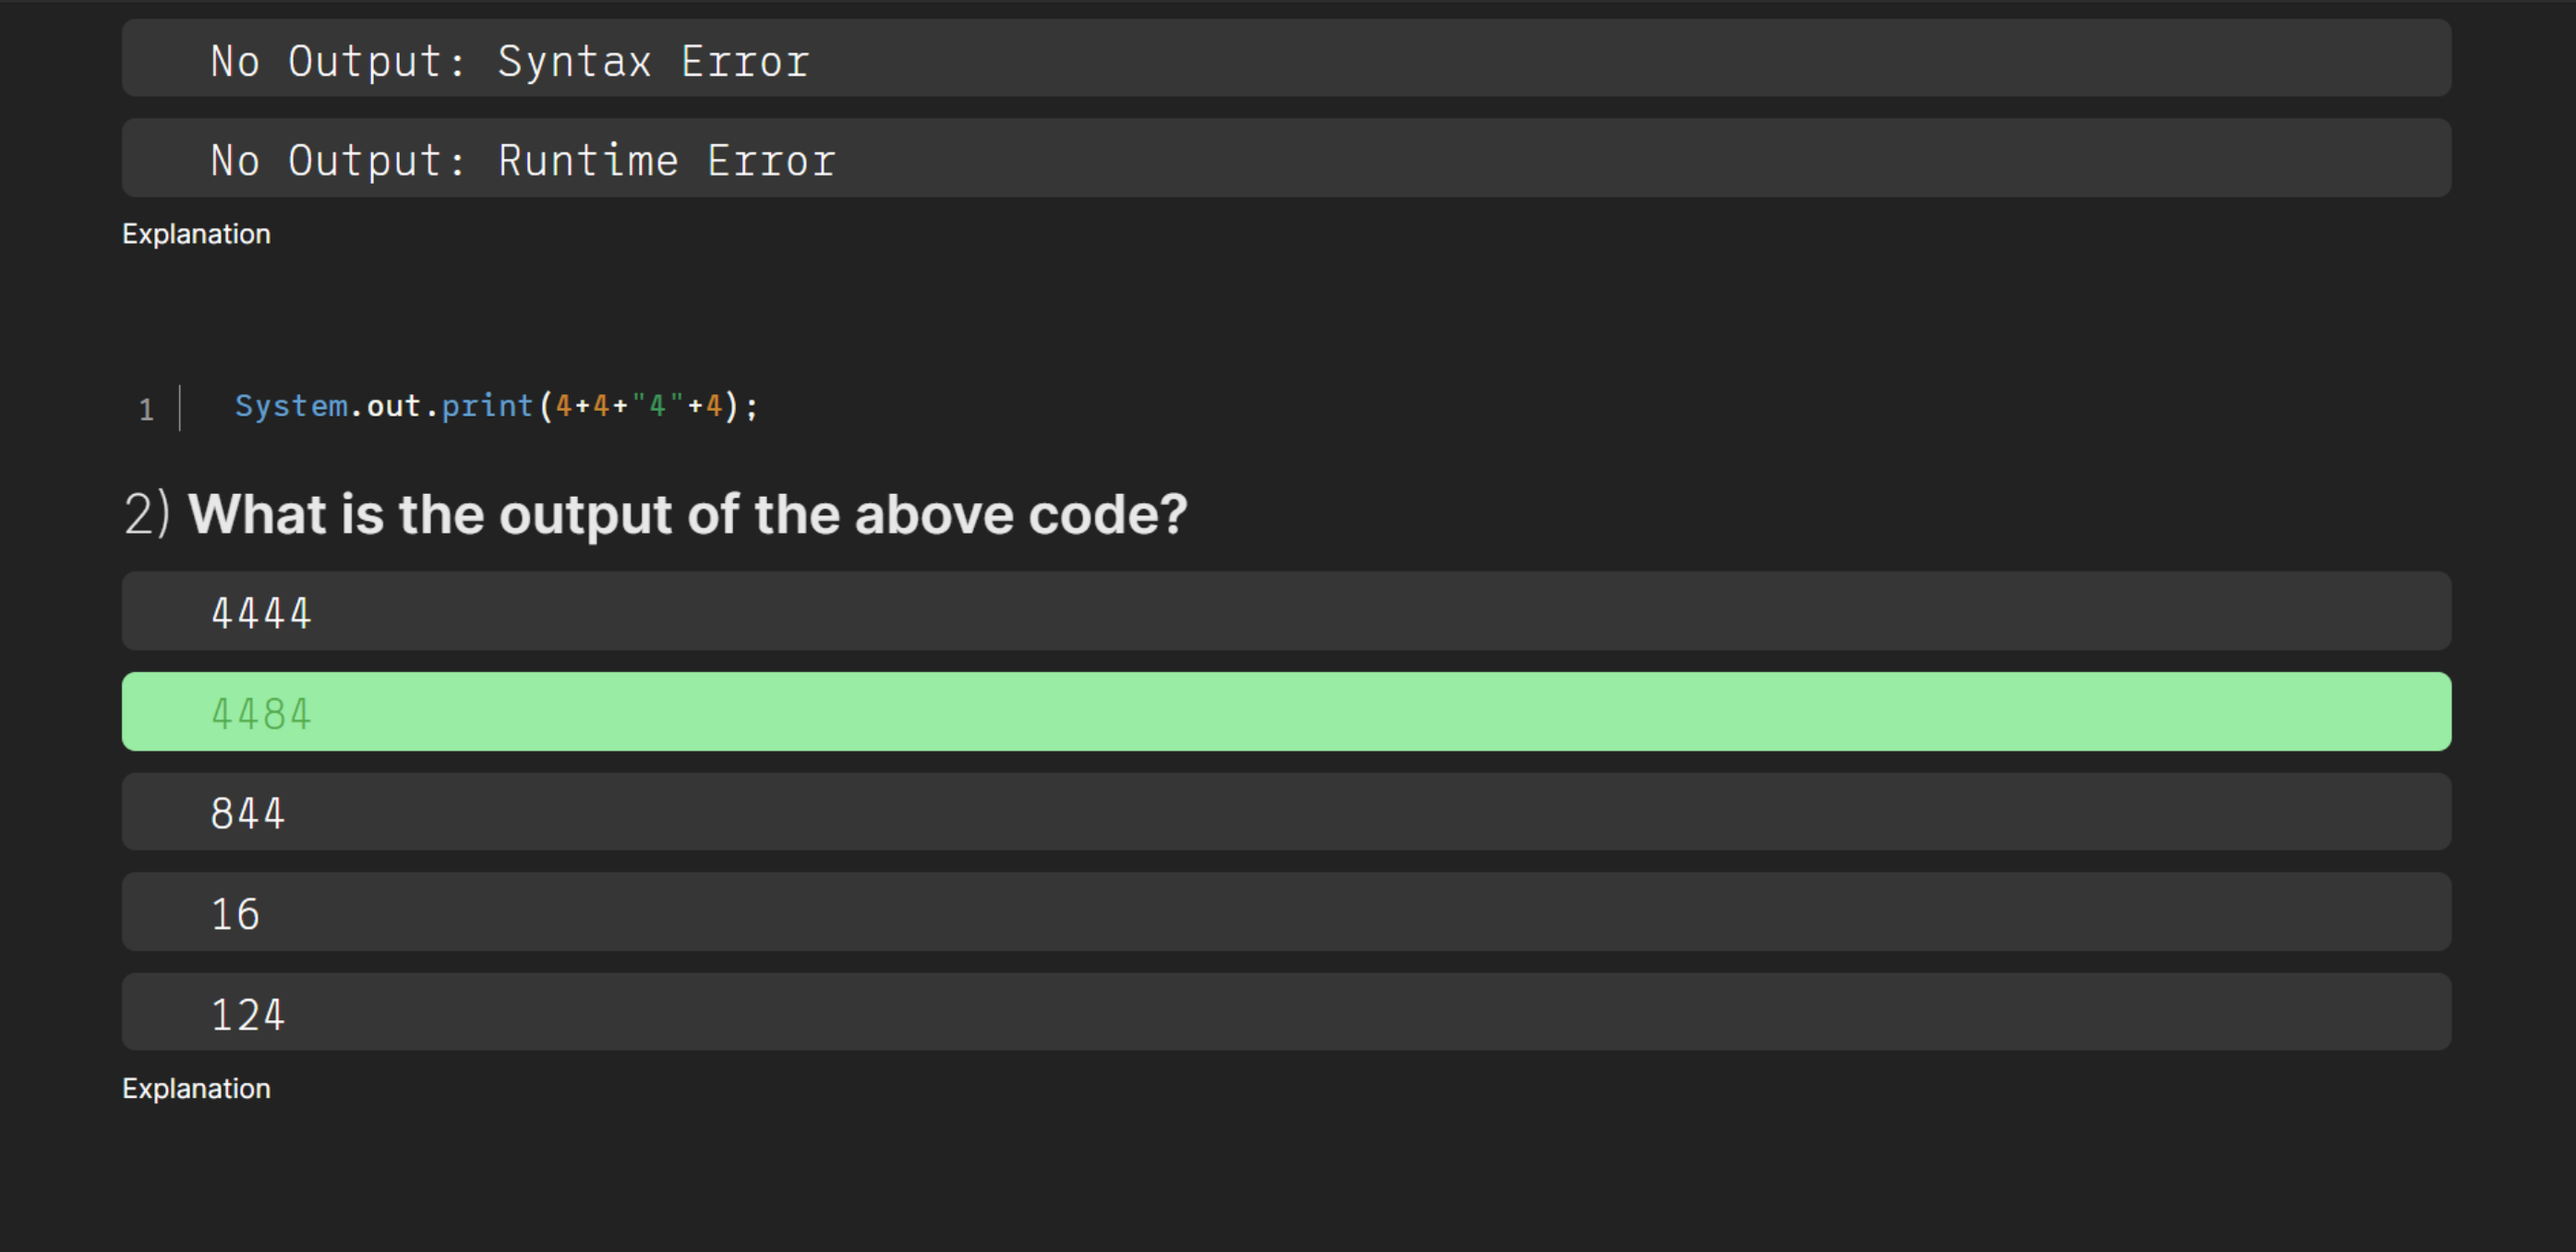 No Output: Syntax Error
No Output: Runtime Error
Explanation
1 System.out.print(4+4+"4"+4);
2) What is the output of the above code?
4444
4484
844
16
124
Explanation